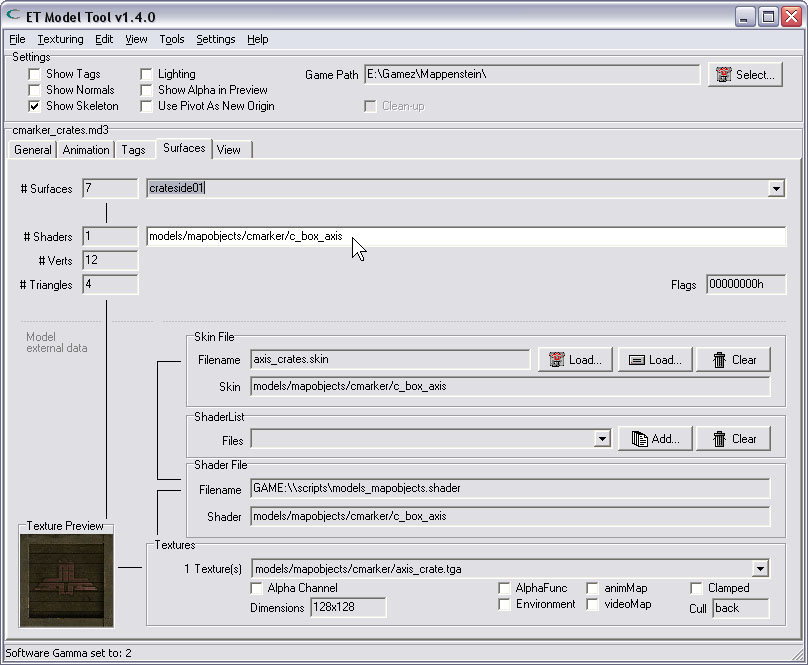 ET Model Tool v1.4.0
File Texturing Edit View Tools Settings Help
Settings
Show Tags Lighting Game Path E:\Gamez\Mappenstein\ Select...
Show Normals Show Alpha in Preview
Show Skeleton Use Pivot As New Origin Clean-up
cmarker_crates.md3
General Animation Tags Surfaces View
# Surfaces 7 crateside01
# Shaders 1 models/mapobjects/cmarker/c_box_axis
# Verts 12
# Triangles 4 Flags 00000000h
Model
external data
Skin File
Filename axis_crates.skin Load... Load... Clear
Skin models/mapobjects/cmarker/c_box_axis
ShaderList
Files Add... Clear
Shader File
Filename GAME:\\scripts\models_mapobjects.shader
Shader models/mapobjects/cmarker/c_box_axis
Texture Preview
Textures
1 Texture(s) models/mapobjects/cmarker/axis_crate.tga
Alpha Channel AlphaFunc animMap Clamped
Dimensions 128x128 Environment videoMap Cull back
Software Gamma set to: 2